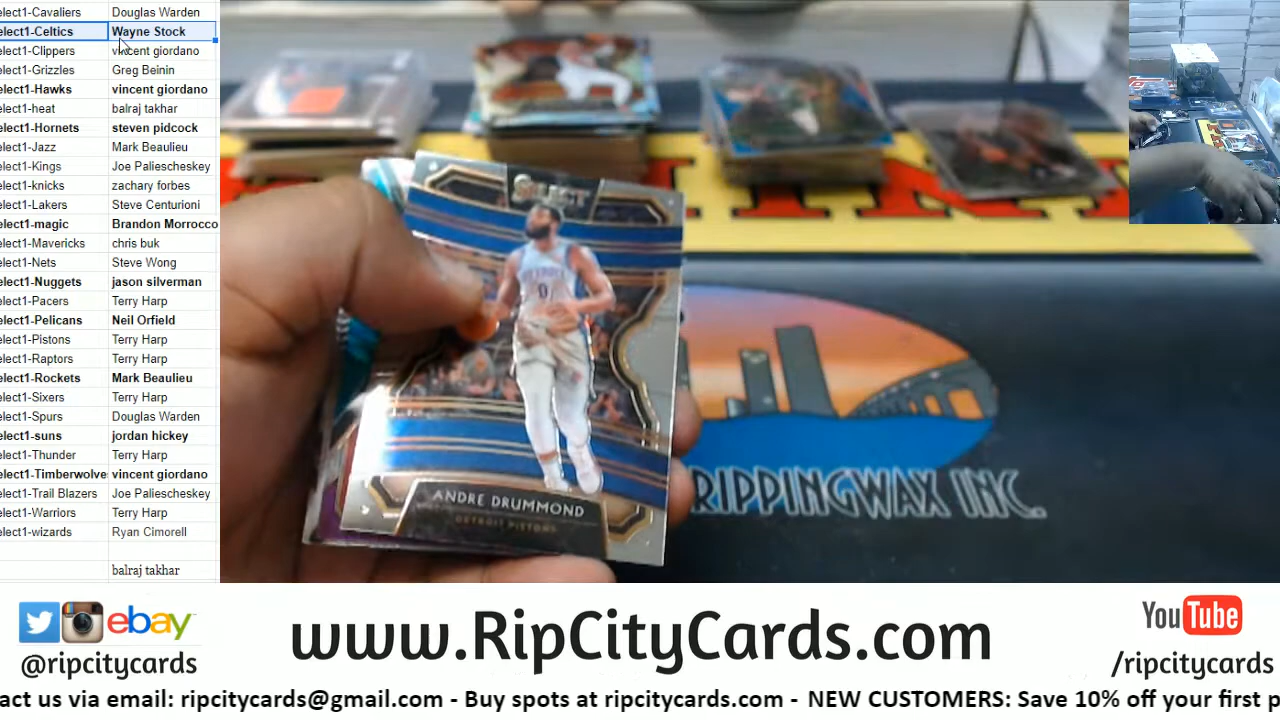 elect1-Cavaliers Douglas Warden
elect1-Celtics Wayne Stock
elect1-Clippers vincent giordano
elect1-Grizzles Greg Beinin
elect1-Hawks vincent giordano
elect1-heat balraj takhar
elect1-Hornets steven pidcock
elect1-Jazz Mark Beaulieu
elect1-Kings Joe Paliescheskey
elect1-knicks zachary forbes
elect1-Lakers Steve Centurioni
elect1-magic Brandon Morrocco
elect1-Mavericks chris buk
elect1-Nets Steve Wong
elect1-Nuggets jason silverman
elect1-Pacers Terry Harp
elect1-Pelicans Neil Orfield
elect1-Pistons Terry Harp
elect1-Raptors Terry Harp
elect1-Rockets Mark Beaulieu
elect1-Sixers Terry Harp
elect1-Spurs Douglas Warden
elect1-suns jordan hickey
elect1-Thunder Terry Harp
elect1-Timberwolves vincent giordano
elect1-Trail Blazers Joe Paliescheskey
elect1-Warriors Terry Harp
elect1-wizards Ryan Cimorell
balraj takhar
SELECT
DETROIT
0
ANDRE DRUMMOND
DETROIT PISTONS
RIPPINGWAX INC.
ebay
@ripcitycards
www.RipCityCards.com
YouTube
/ripcitycards
act us via email: ripcitycards@gmail.com - Buy spots at ripcitycards.com - NEW CUSTOMERS: Save 10% off your first p